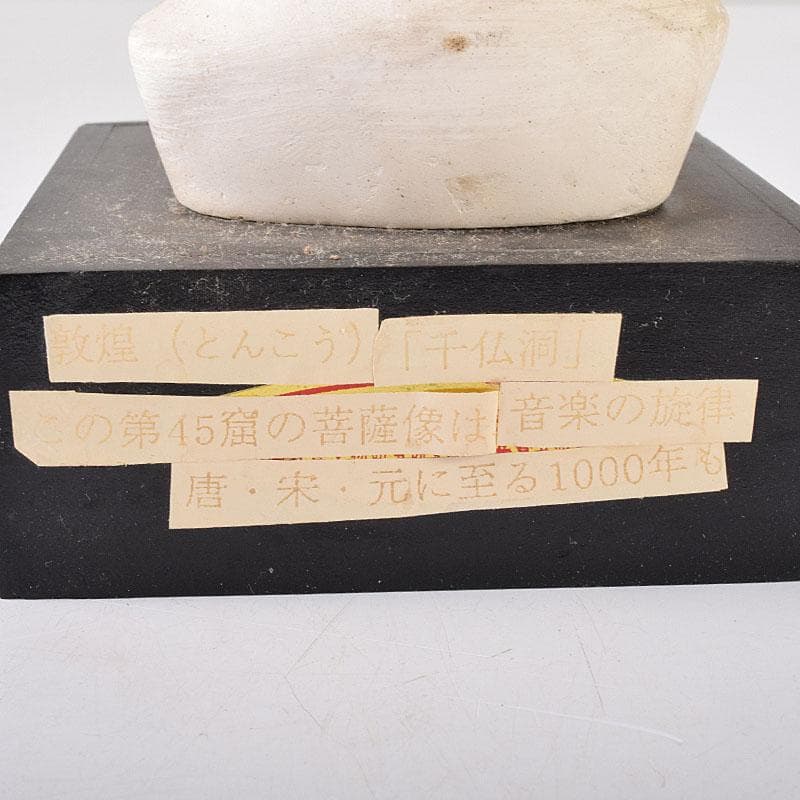 敦煌(とんこう)「千仏洞」
この第45窟の菩薩像は音楽の旋律
唐・宋・元に至る1000年も